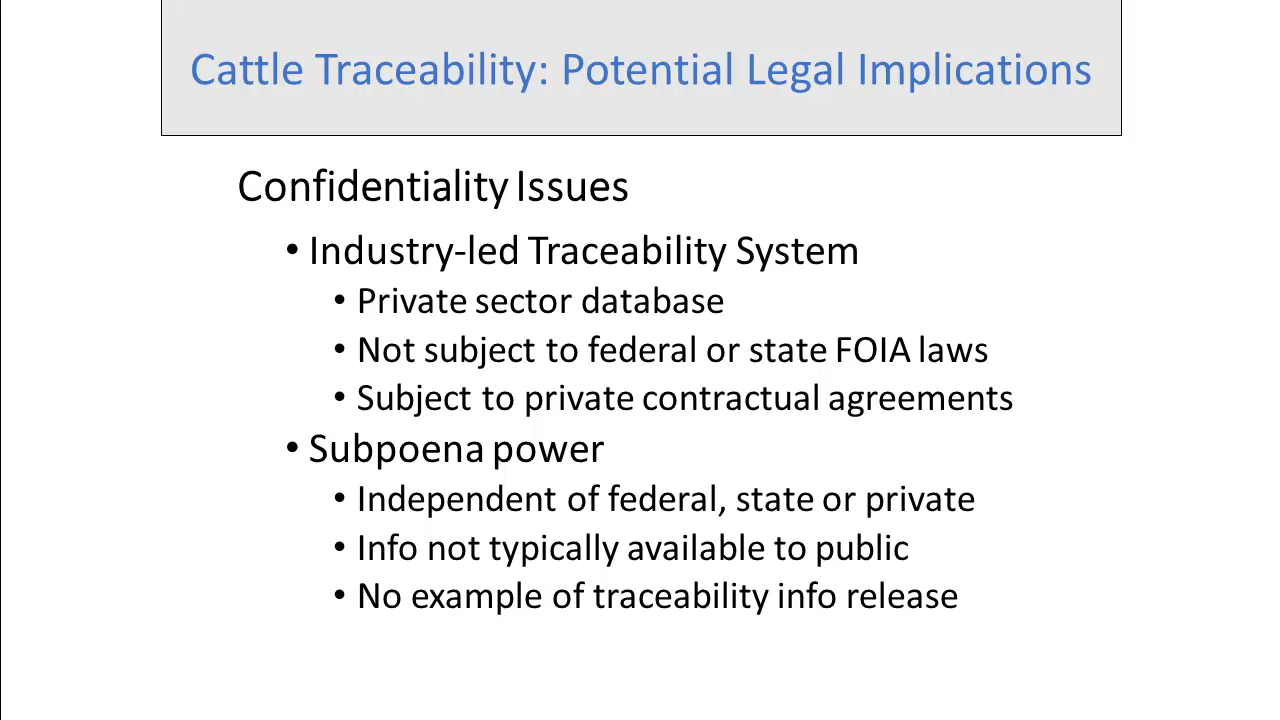 Cattle Traceability: Potential Legal Implications
Confidentiality Issues
• Industry-led Traceability System
• Private sector database
• Not subject to federal or state FOIA laws
• Subject to private contractual agreements
• Subpoena power
• Independent of federal, state or private
• Info not typically available to public
• No example of traceability info release